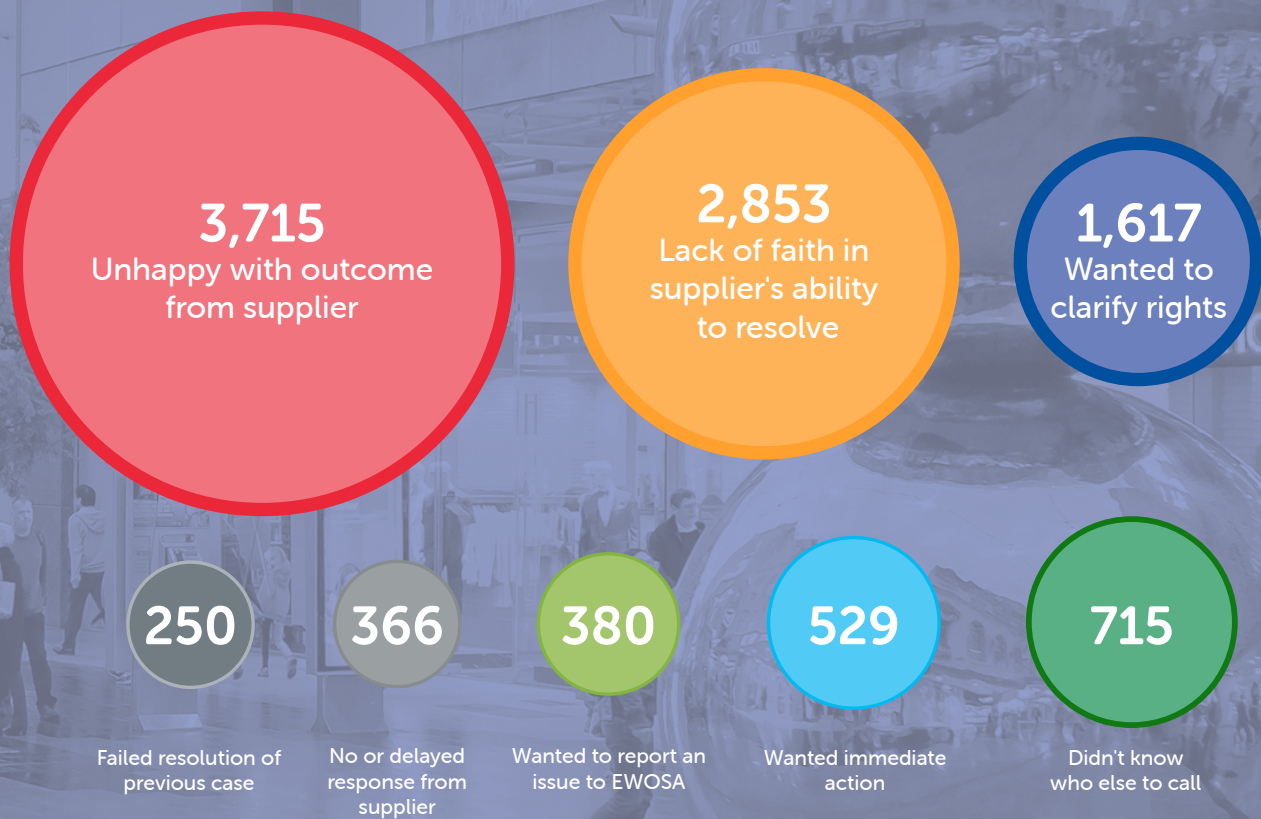 3,715
Unhappy with outcome
from supplier
2,853
Lack of faith in
supplier's ability
to resolve
1,617
Wanted to
clarify rights
250
Failed resolution of
previous case
366
No or delayed
response from
supplier
380
Wanted to report an
issue to EWOSA
529
Wanted immediate
action
715
Didn't know
who else to call